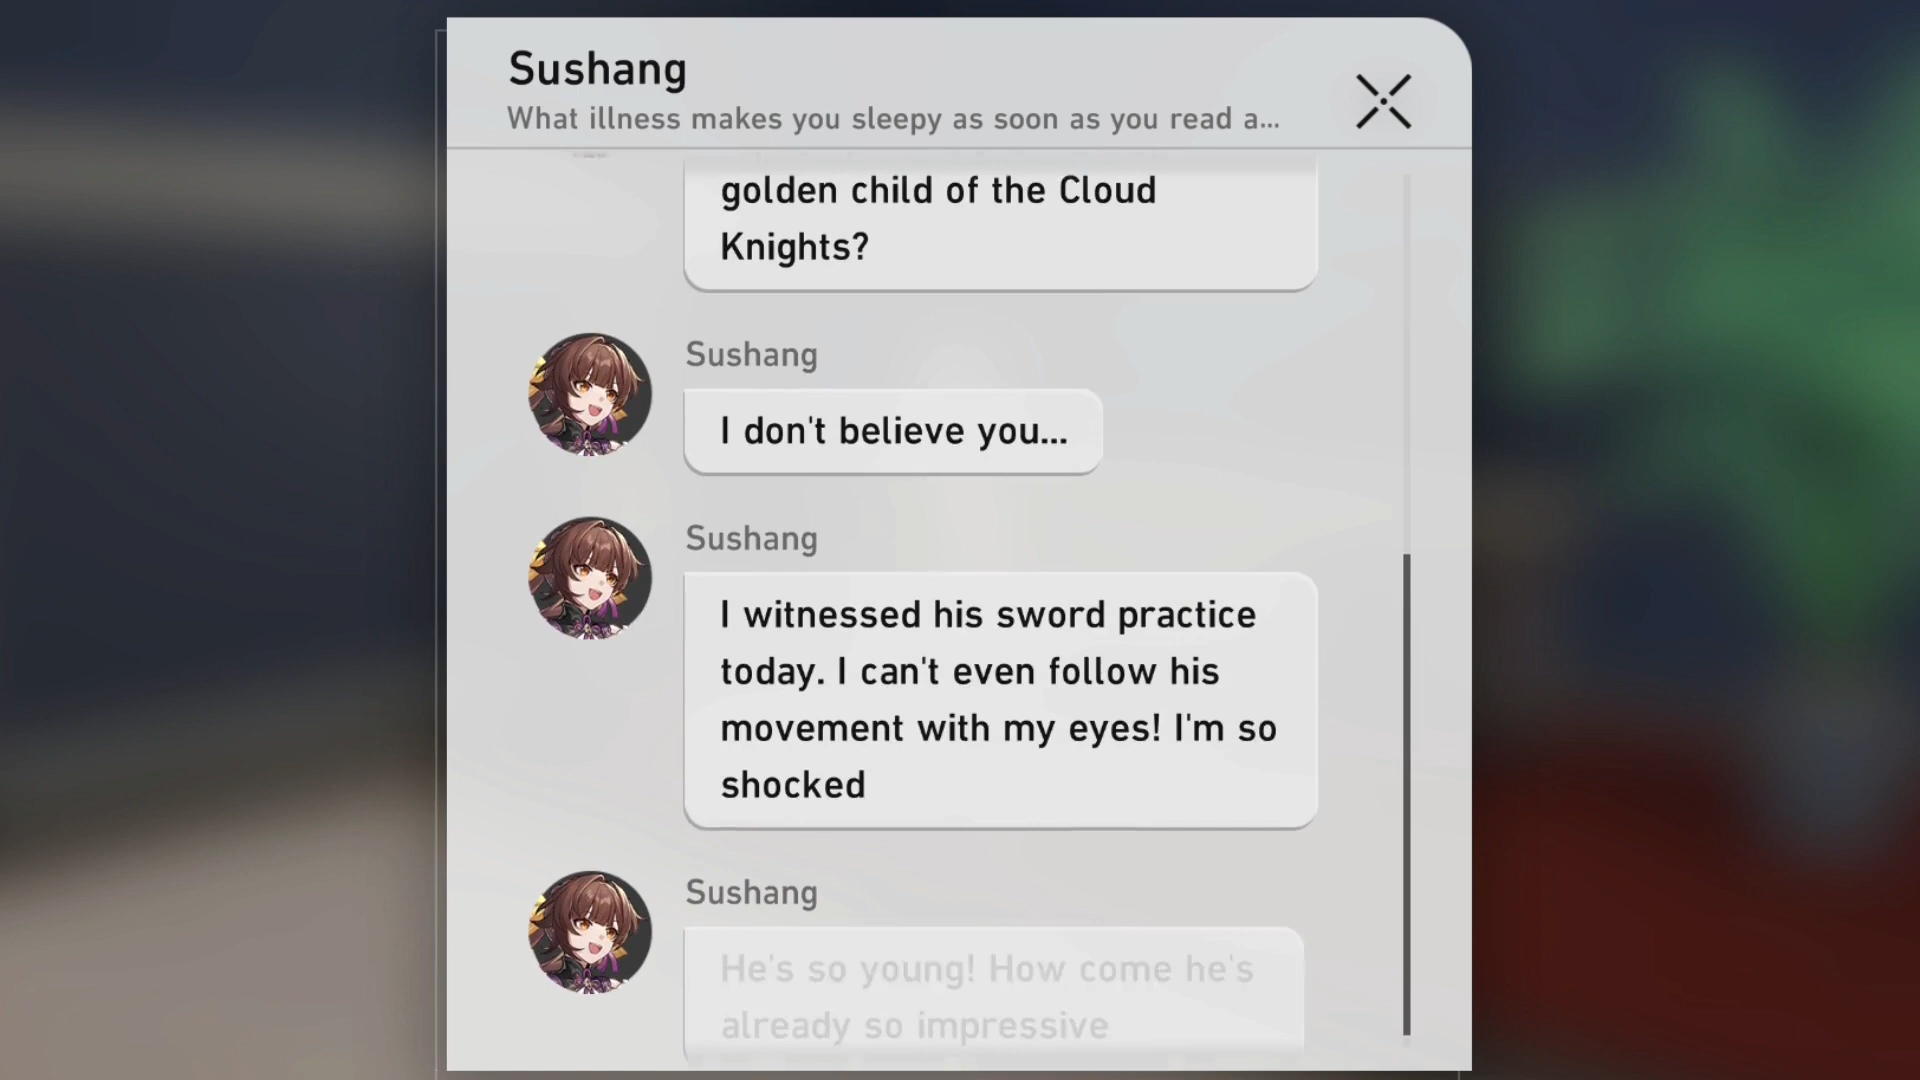 Sushang
What illness makes you sleepy as soon as you read a...
golden child of the Cloud
Knights?
Sushang
I don't believe you...
Sushang
I witnessed his sword practice
today. I can't even follow his
movement with my eyes! I'm so
shocked
Sushang
He's so young! How come he's
already so impressive